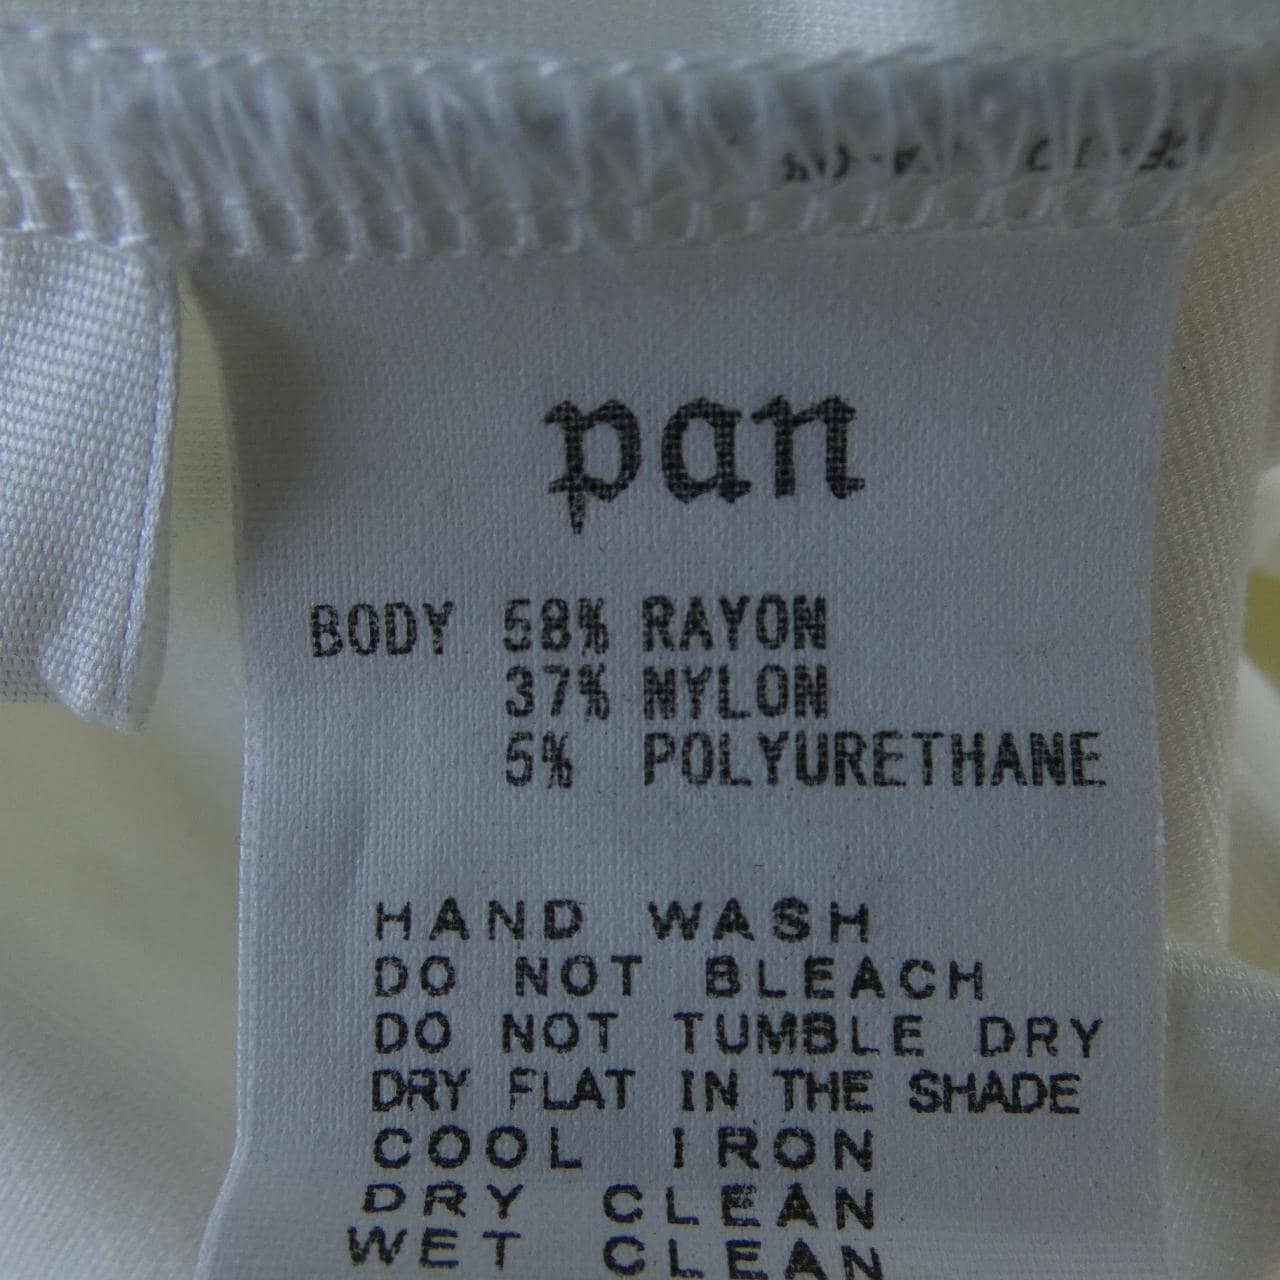 pan
BODY 58% RAYON
37% NYLON
5% POLYURETHANE
HAND WASH
DO NOT BLEACH
DO NOT TUMBLE DRY
DRY FLAT IN THE SHADE
COOL IRON
DRY CLEAN
WET CLEAN